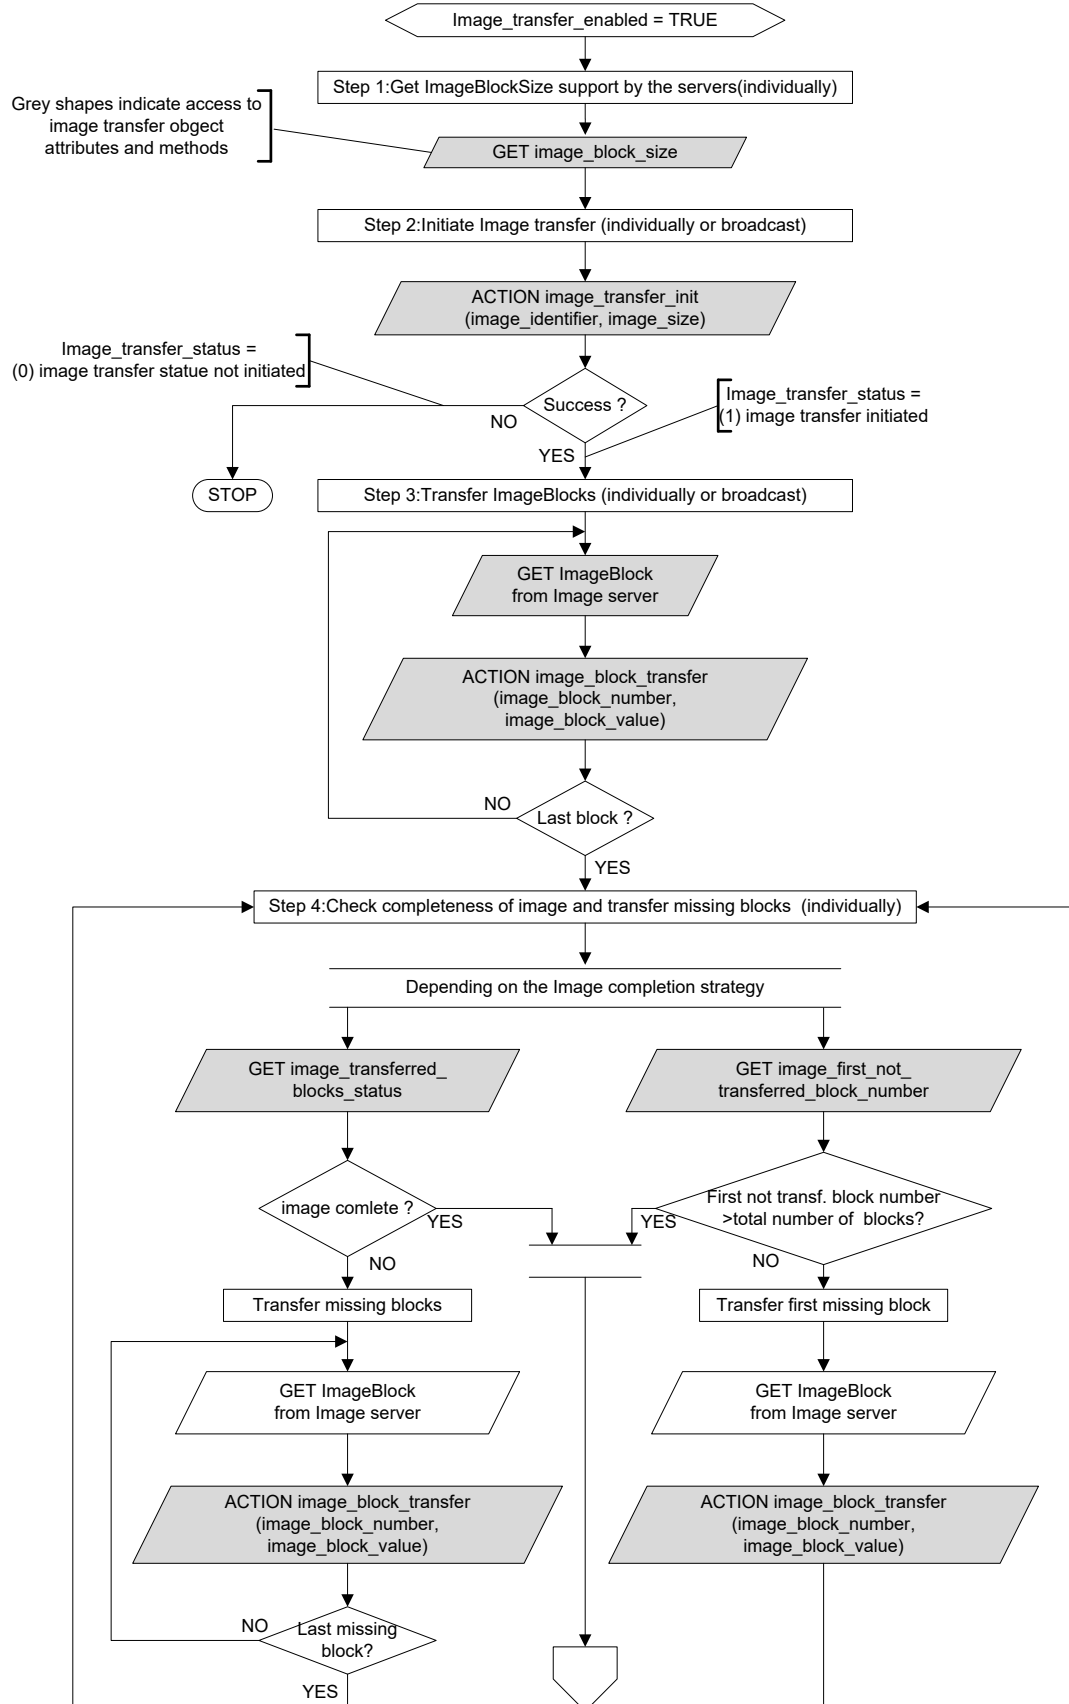 Image_transfer_enabled = TRUE
Step 1:Get ImageBlockSize support by the servers(individually)
Grey shapes indicate access to
image transfer obgect
attributes and methods
GET image_block_size
Step 2:Initiate Image transfer (individually or broadcast)
ACTION image_transfer_init
(image_identifier, image_size)
Image_transfer_status =
(0) image transfer statue not initiated
Success ?
NO
Image_transfer_status =
(1) image transfer initiated
YES
STOP
Step 3:Transfer ImageBlocks (individually or broadcast)
GET ImageBlock
from Image server
ACTION image_block_transfer
(image_block_number,
image_block_value)
NO
Last block ?
YES
Step 4:Check completeness of image and transfer missing blocks  (individually)
Depending on the Image completion strategy
GET image_transferred_
blocks_status
GET image_first_not_
transferred_block_number
image comlete ?
YES
NO
First not transf. block number
>total number of  blocks?
YES
NO
Transfer missing blocks
Transfer first missing block
GET ImageBlock
from Image server
GET ImageBlock
from Image server
ACTION image_block_transfer
(image_block_number,
image_block_value)
ACTION image_block_transfer
(image_block_number,
image_block_value)
NO
Last missing
block?
YES